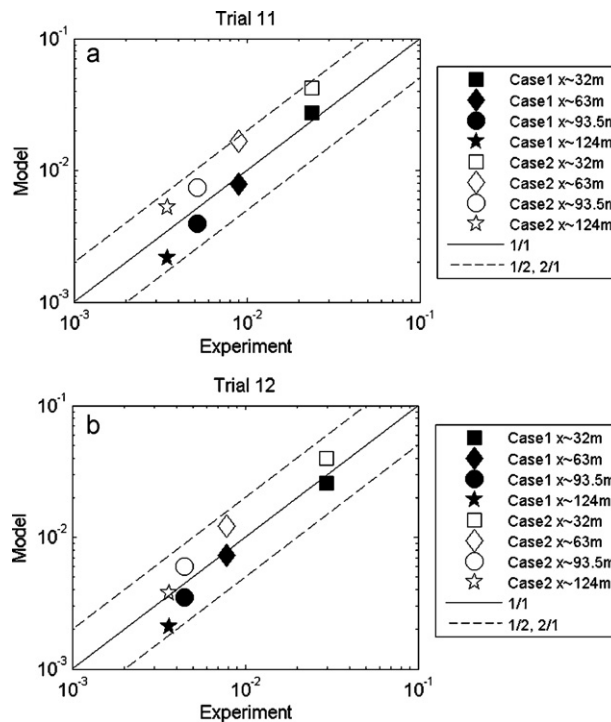 Trial 11
a
10⁻¹
10⁻²
10⁻³
Model
10⁻³ 10⁻² 10⁻¹
Experiment
Case1 x~32m
Case1 x~63m
Case1 x~93.5m
Case1 x~124m
Case2 x~32m
Case2 x~63m
Case2 x~93.5m
Case2 x~124m
1/1
1/2, 2/1
Trial 12
b
10⁻¹
10⁻²
10⁻³
Model
10⁻³ 10⁻² 10⁻¹
Experiment
Case1 x~32m
Case1 x~63m
Case1 x~93.5m
Case1 x~124m
Case2 x~32m
Case2 x~63m
Case2 x~93.5m
Case2 x~124m
1/1
1/2, 2/1